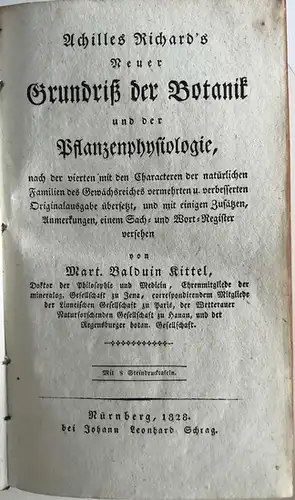 Achilles Richard's
Neuer
Grundriß der Botanik
und der
Pflanzenphysiologie,
nach der vierten mit den Characteren der natürlichen
Familien des Gewächsreiches vermehrten u. verbesserten
Originalausgabe übersetzt, und mit einigen Zusätzen,
Anmerkungen, einem Sach- und Wort-Register
versehen
von
Mart. Balduin Kittel,
Doktor der Philosophie und Medicin, Ehrenmitgliede der
mineralog. Gesellschaft zu Jena, correspondirendem Mitgliede
der Linnéischen Gesellschaft zu Paris, der Wetterauer
Naturforschenden Gesellschaft zu Hanau, und der
Regensburger botan. Gesellschaft.
Mit 8 Steindrucktafeln.
Nürnberg, 1828.
bei Johann Leonhard Schrag.